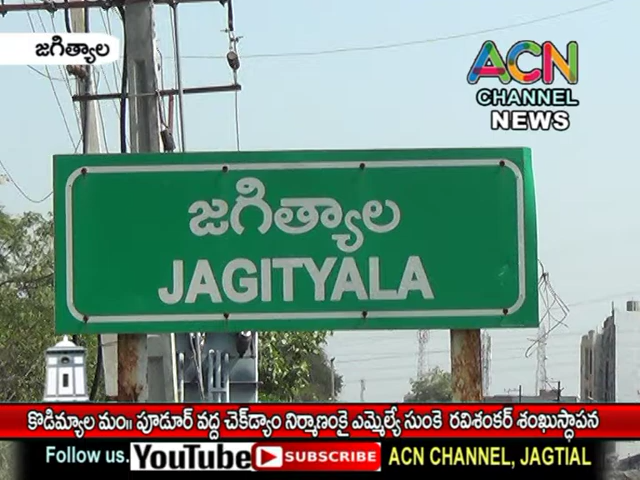 జగిత్యాల
ACN
CHANNEL
NEWS
జగిత్యాల
JAGITYALA
కొడిమ్యాల మం॥ పూడూర్ వద్ద చెక్‌డ్యాం నిర్మాణంకై ఎమ్మెల్యే సుంకె రవిశంకర్ శంఖుస్థాపన
Follow us. YouTube SUBSCRIBE ACN CHANNEL, JAGTIAL